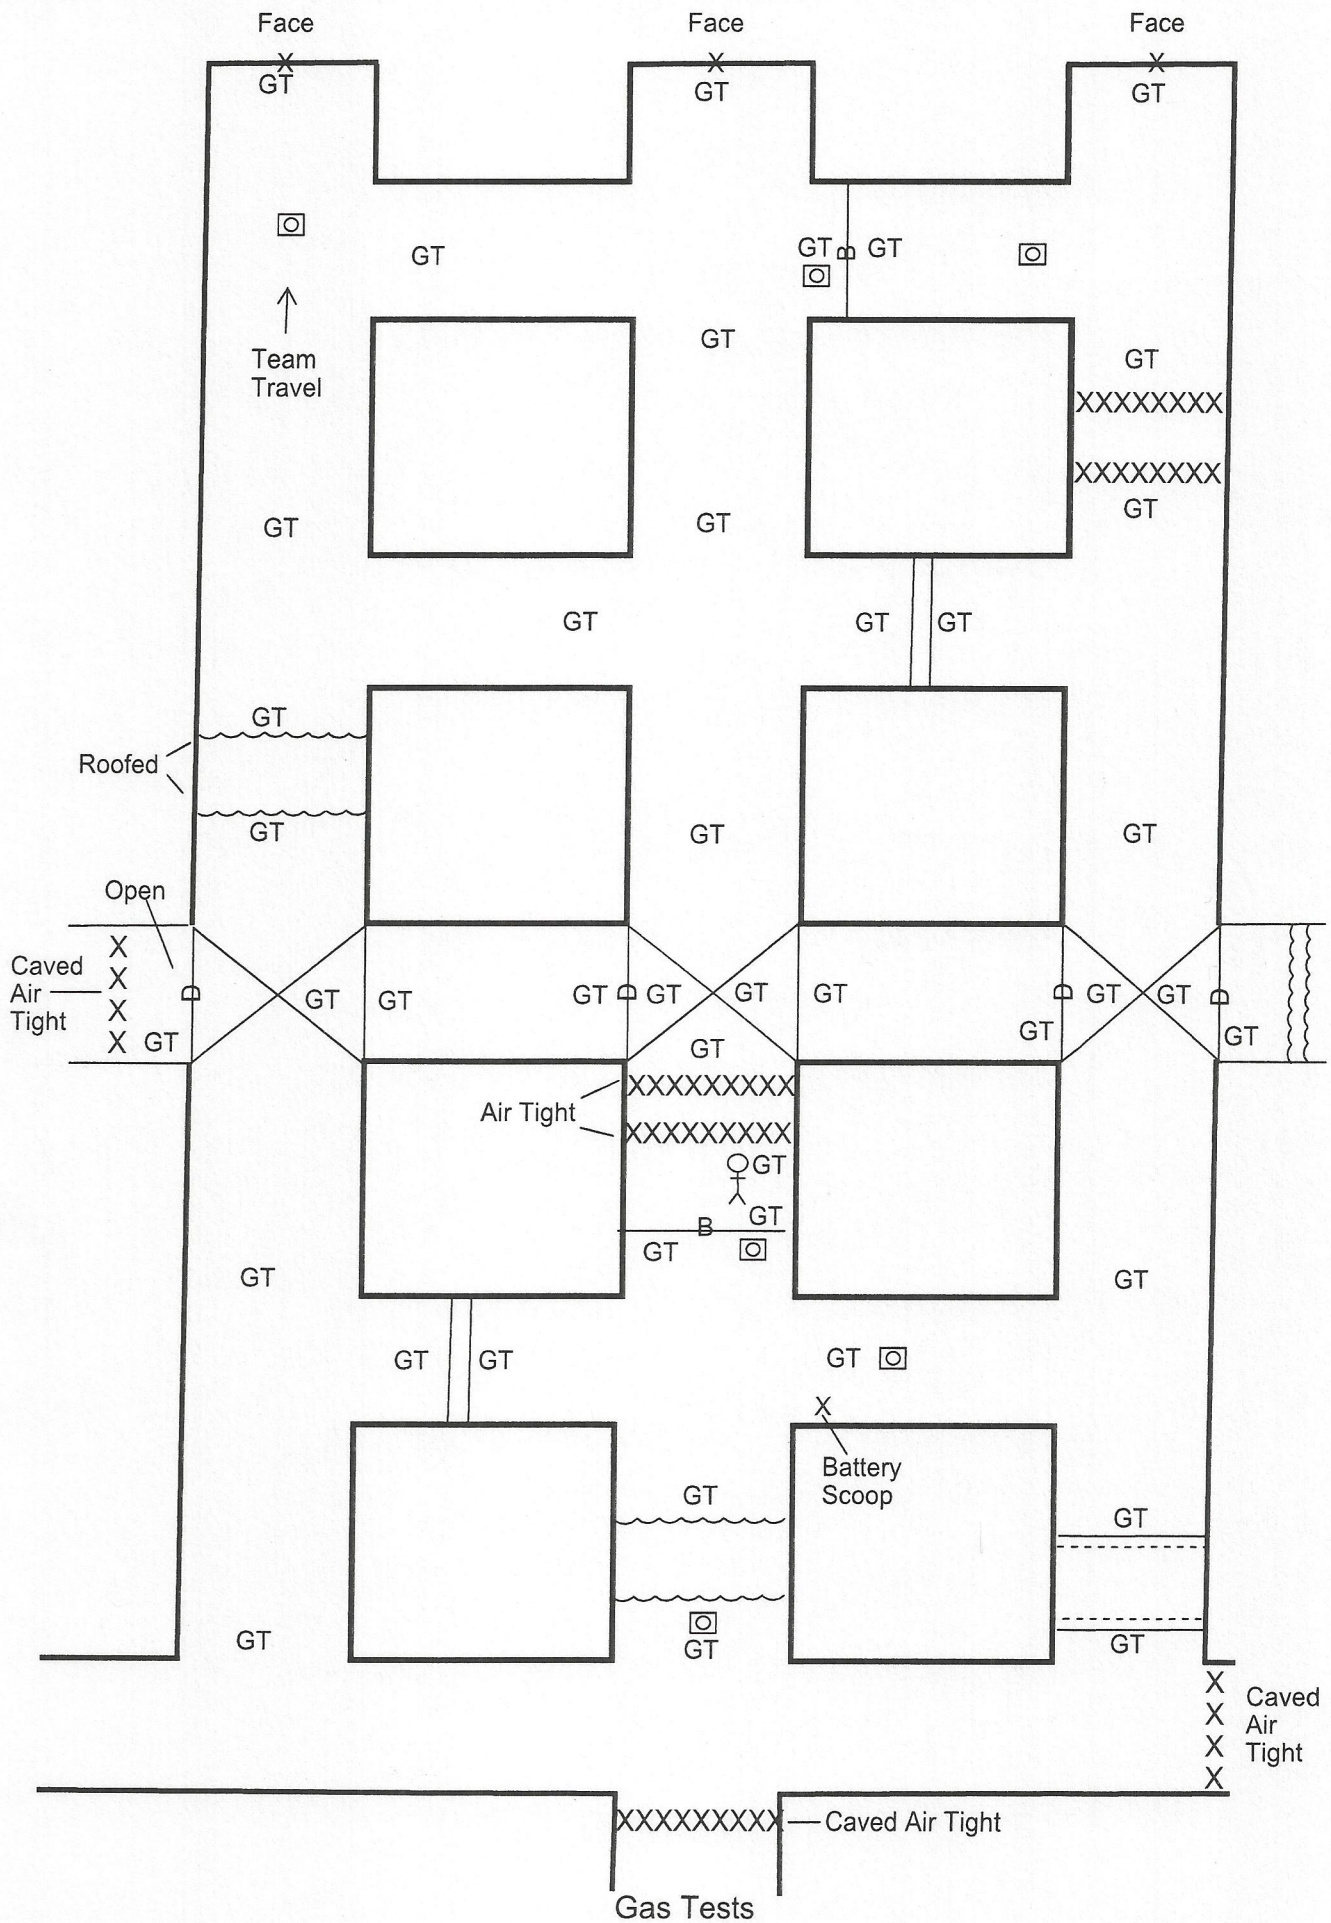 Face Face Face
X X X
GT GT GT
GT GT B GT
GT
Team
Travel
GT
XXXXXXXX
XXXXXXXX
GT GT GT
GT GT GT
GT
Roofed
GT GT GT
Open
X
X
X
X
Caved
Air
Tight
GT
D GT GT GT D GT GT GT D GT GT D
GT GT
GT
XXXXXXXXX
Air Tight
XXXXXXXXX
GT
GT
B
GT
GT GT
GT GT GT
X
Battery
Scoop
GT GT
GT GT GT
X
X
X
X
Caved
Air
Tight
XXXXXXXXX Caved Air Tight
Gas Tests